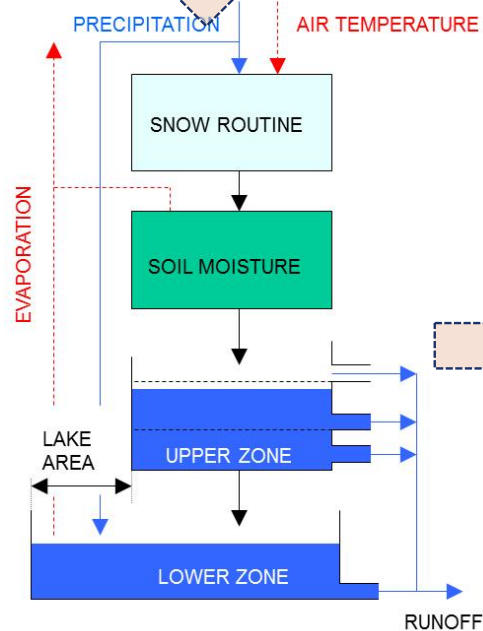 PRECIPITATION
AIR TEMPERATURE
SNOW ROUTINE
EVAPORATION
SOIL MOISTURE
LAKE
AREA
UPPER ZONE
LOWER ZONE
RUNOFF